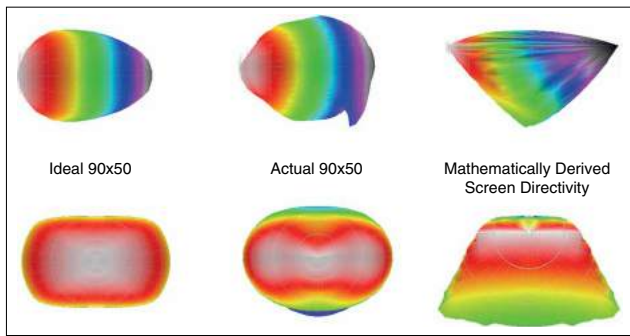 Ideal 90x50
Actual 90x50
Mathematically Derived
Screen Directivity